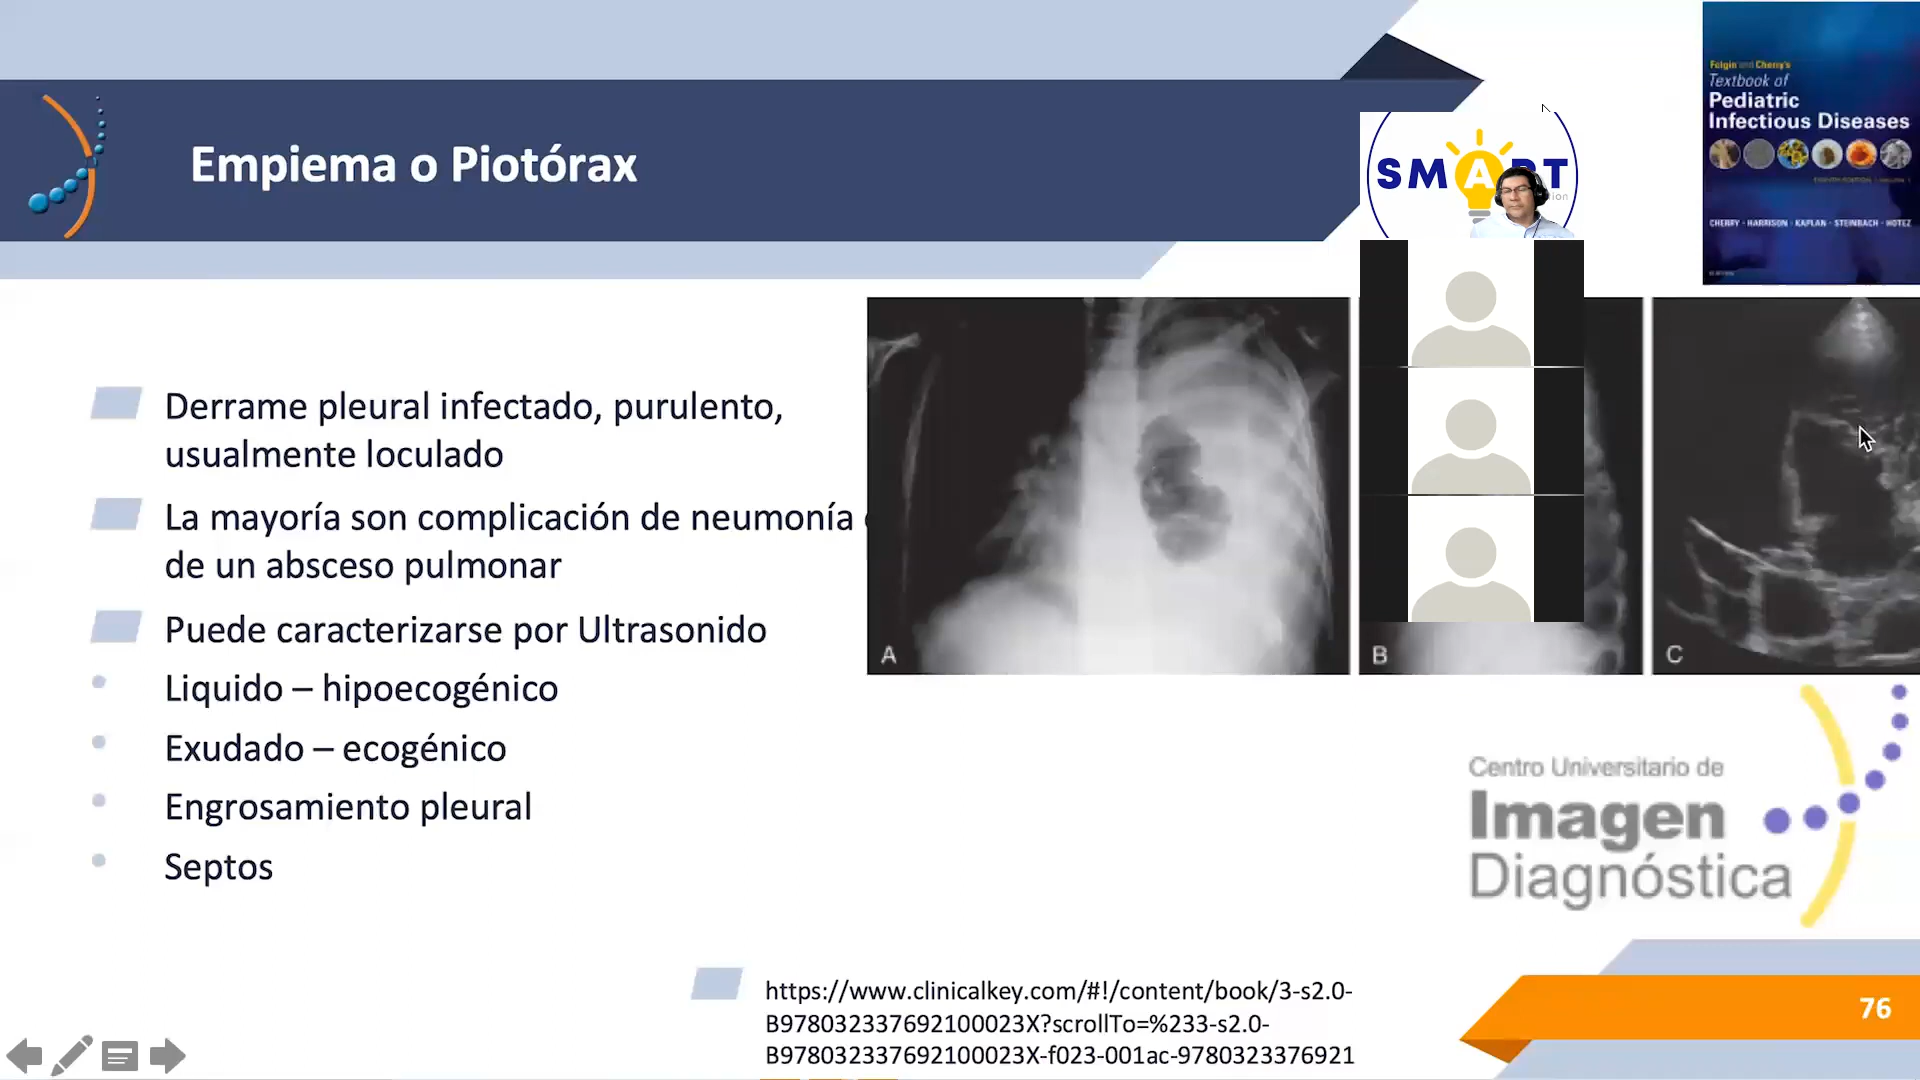 Empiema o Piotórax
SMART
Feigin and Cherry's
Textbook of
Pediatric
Infectious Diseases
CHERRY · HARRISON · KAPLAN · STEINBACH · HOTEZ
Derrame pleural infectado, purulento,
usualmente loculado
La mayoría son complicación de neumonía
de un absceso pulmonar
Puede caracterizarse por Ultrasonido
Liquido – hipoecogénico
Exudado – ecogénico
Engrosamiento pleural
Septos
A
B
C
Centro Universitario de
Imagen
Diagnóstica
https://www.clinicalkey.com/#!/content/book/3-s2.0-
B978032337692100023X?scrollTo=%233-s2.0-
B978032337692100023X-f023-001ac-9780323376921
76